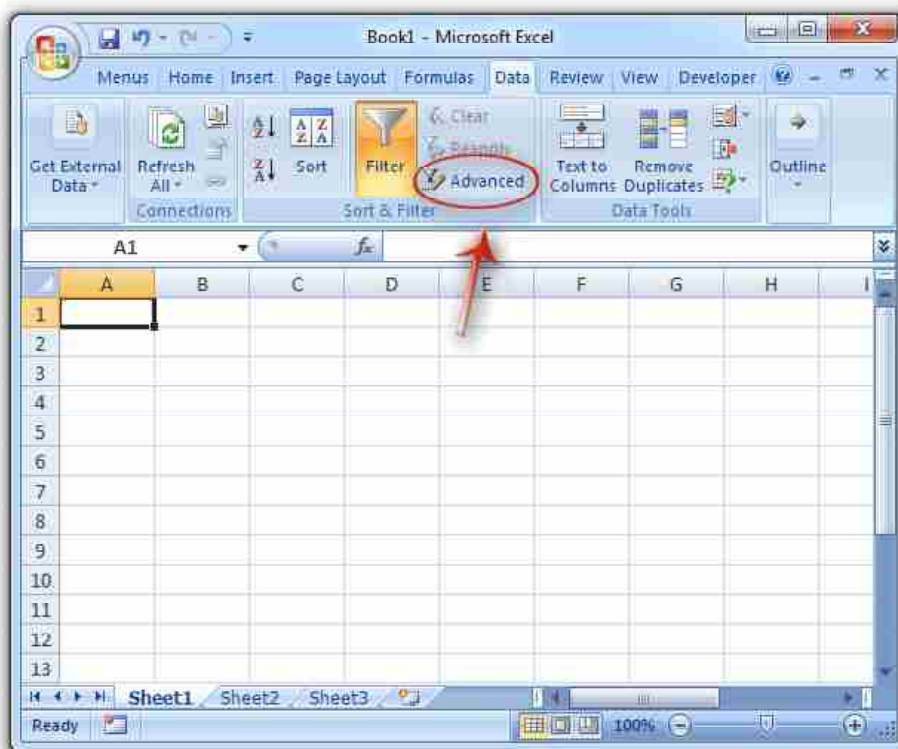 Book1 - Microsoft Excel
Menus Home Insert Page Layout Formulas Data Review View Developer
Get External Data
Refresh All
Connections
Sort
Filter
Clear
Reapply
Advanced
Sort & Filter
Text to Columns
Remove Duplicates
Data Tools
Outline
A1 fx
A B C D E F G H I
1
2
3
4
5
6
7
8
9
10
11
12
13
Sheet1 Sheet2 Sheet3
Ready 100%